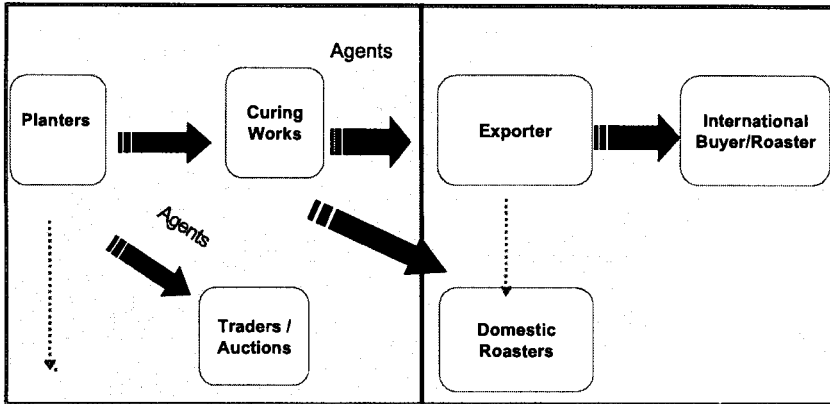 Agents
Planters
Curing
Works
Exporter
International
Buyer/Roaster
Agents
Traders /
Auctions
Domestic
Roasters